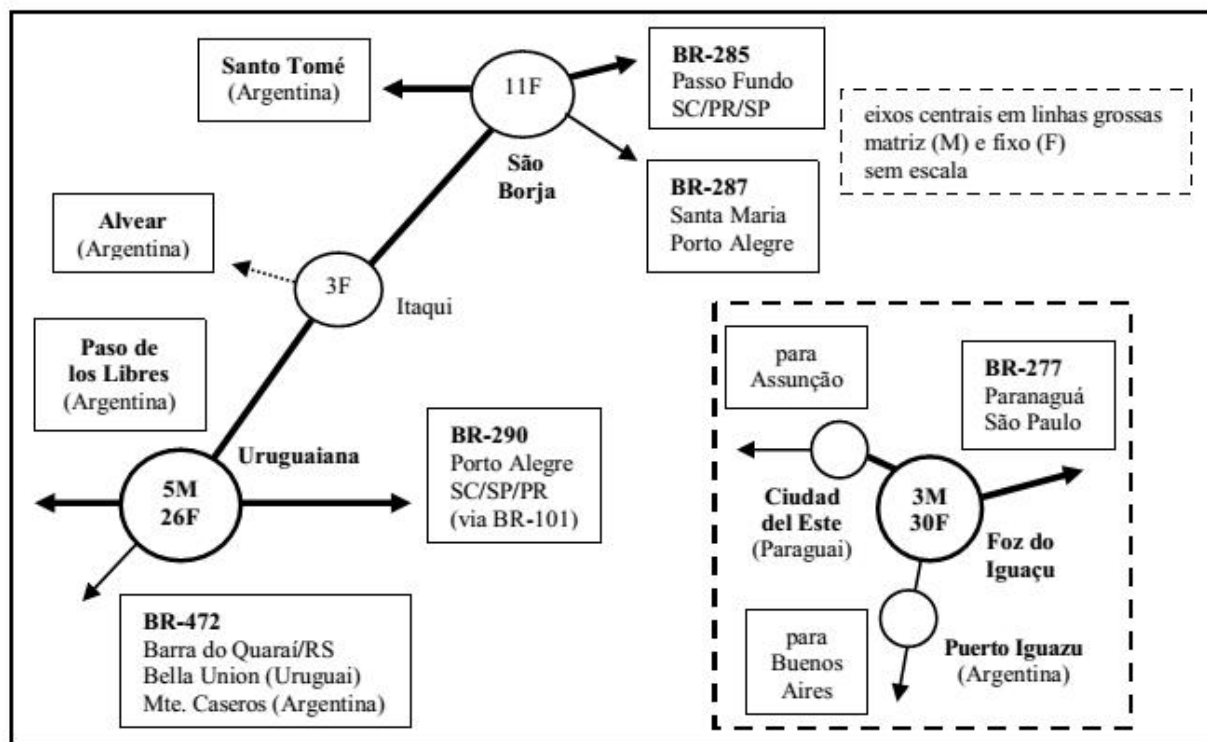 Santo Tomé
(Argentina)
11F
São
Borja
BR-285
Passo Fundo
SC/PR/SP
BR-287
Santa Maria
Porto Alegre
eixos centrais em linhas grossas
matriz (M) e fixo (F)
sem escala
Alvear
(Argentina)
3F
Itaqui
Paso de
los Libres
(Argentina)
Uruguaiana
5M
26F
BR-290
Porto Alegre
SC/SP/PR
(via BR-101)
BR-472
Barra do Quaraí/RS
Bella Union (Uruguai)
Mte. Caseros (Argentina)
para
Assunção
BR-277
Paranaguá
São Paulo
Ciudad
del Este
(Paraguai)
3M
30F
Foz do
Iguaçu
para
Buenos
Aires
Puerto Iguazu
(Argentina)